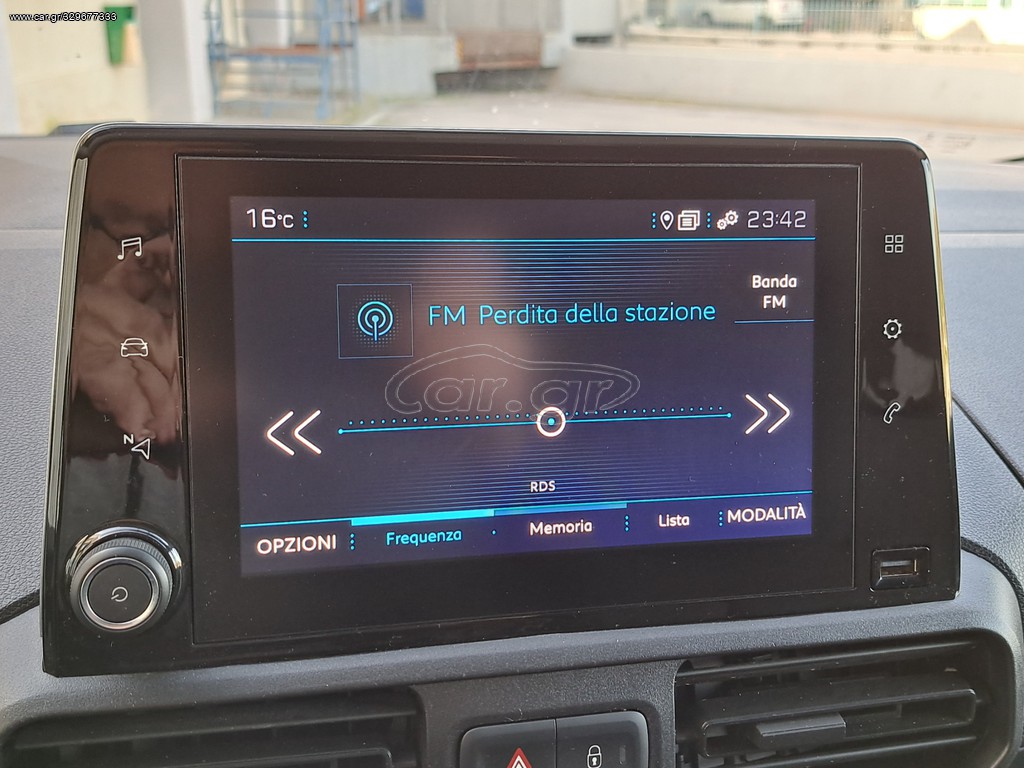 www.car.gr/329677333
16°C
23:42
Banda
FM
FM Perdita della stazione
car.gr
N
RDS
OPZIONI
Frequenza
Memoria
Lista
MODALITÀ